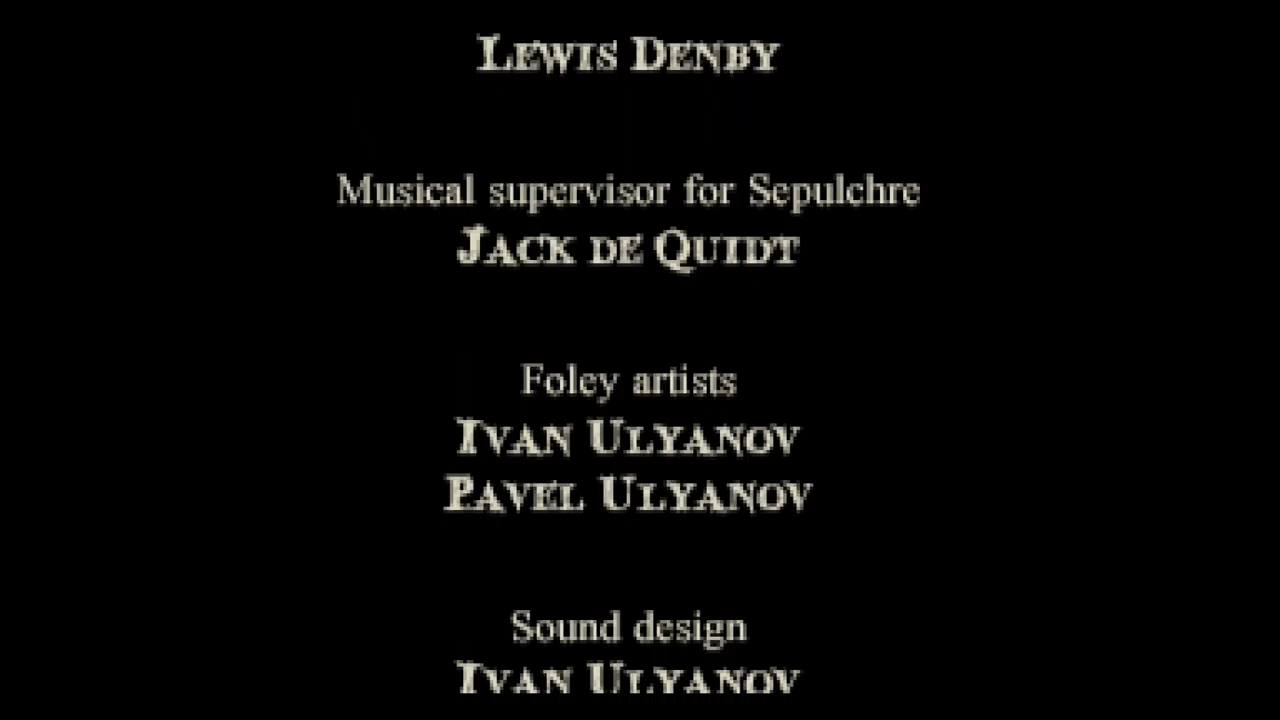 Lewis Denby
Musical supervisor for Sepulchre
Jack de Quidt
Foley artists
Ivan Ulyanov
Pavel Ulyanov
Sound design
Ivan Ulyanov